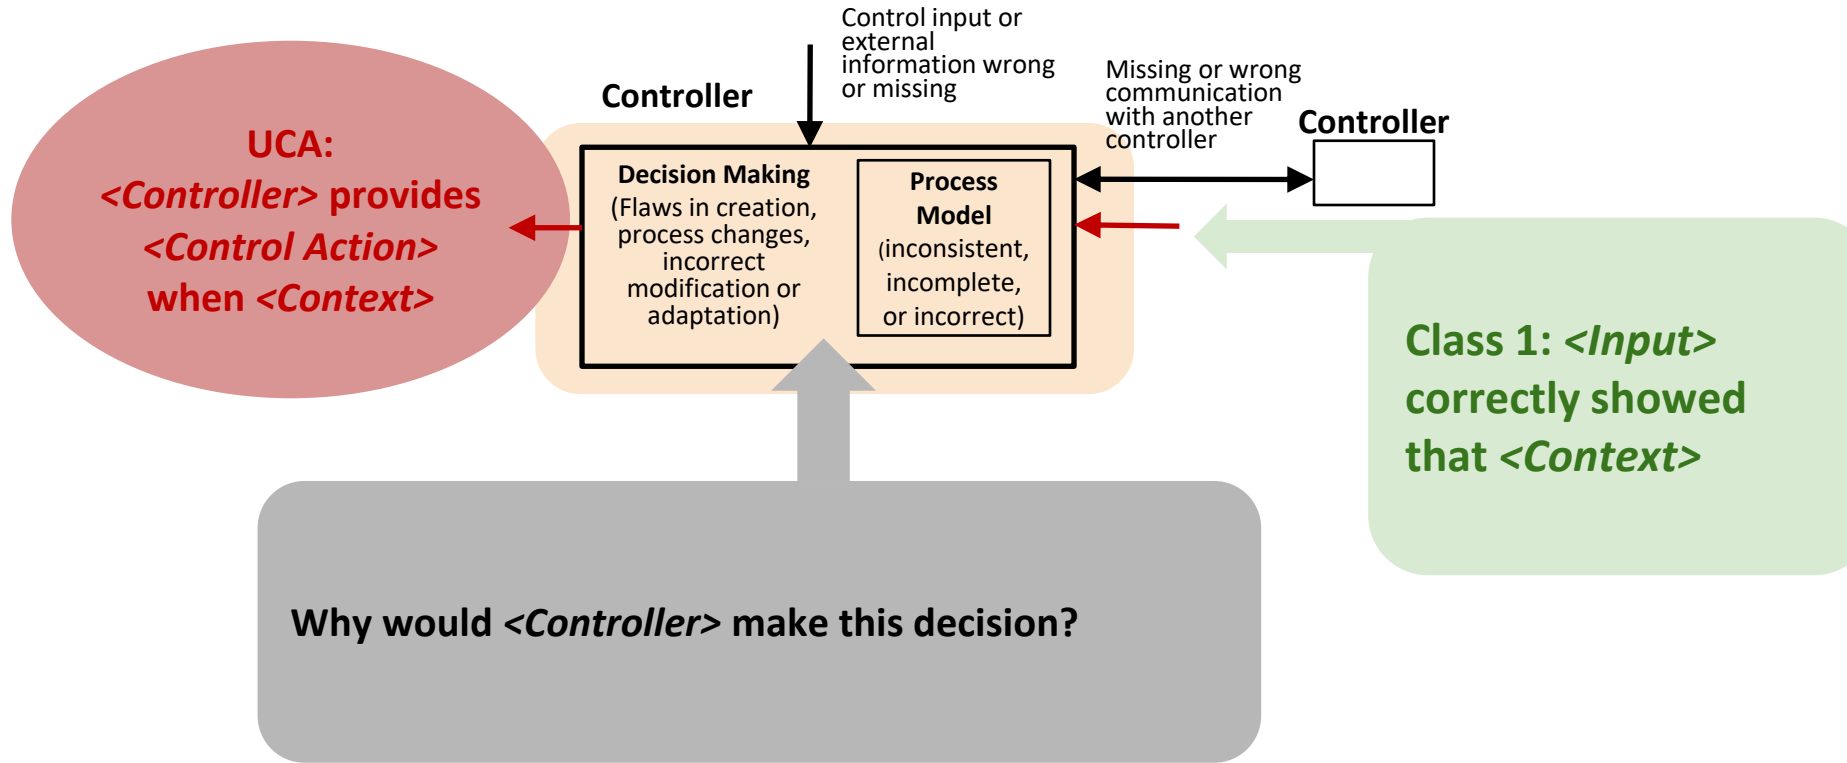 Control input or
external
information wrong
or missing
Missing or wrong
communication
with another
controller
Controller
Controller
UCA:
<Controller> provides
<Control Action>
when <Context>
Decision Making
(Flaws in creation,
process changes,
incorrect
modification or
adaptation)
Process
Model
(inconsistent,
incomplete,
or incorrect)
Class 1: <Input>
correctly showed
that <Context>
Why would <Controller> make this decision?